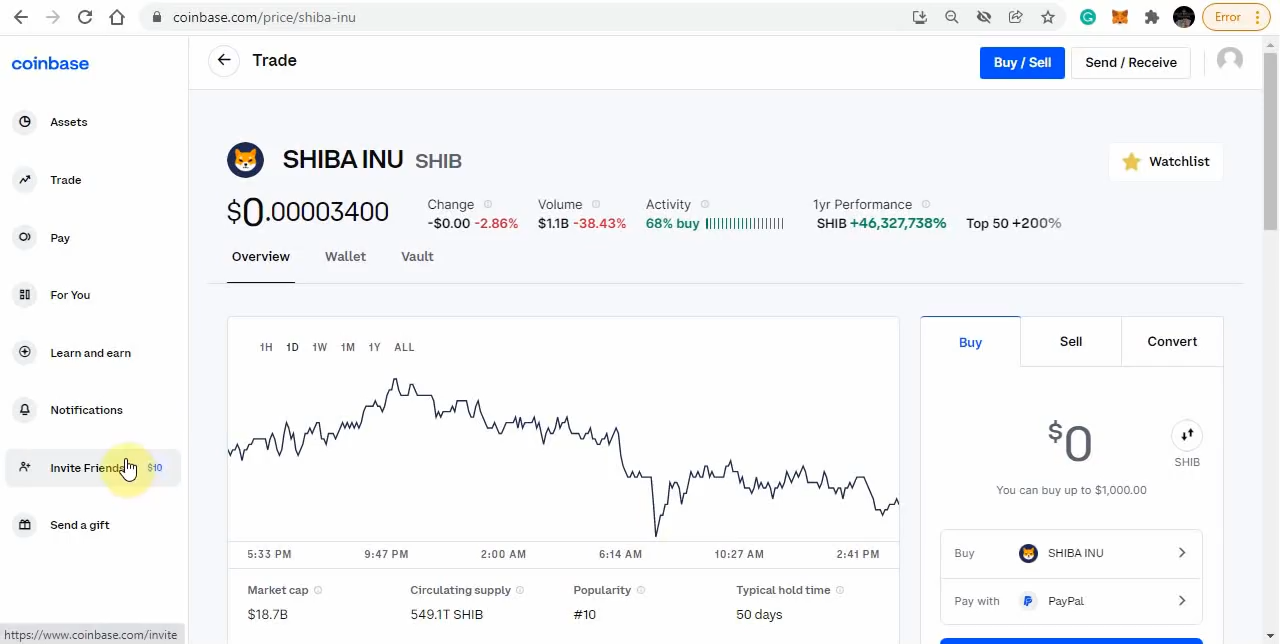 coinbase.com/price/shiba-inu
Error
coinbase
Trade
Buy / Sell
Send / Receive
Assets
Trade
Pay
For You
Learn and earn
Notifications
Invite Friends $10
Send a gift
SHIBA INU SHIB
Watchlist
$0.00003400
Change
-$0.00 -2.86%
Volume
$1.1B -38.43%
Activity
68% buy
1yr Performance
SHIB +46,327,738% Top 50 +200%
Overview Wallet Vault
1H 1D 1W 1M 1Y ALL
5:33 PM 9:47 PM 2:00 AM 6:14 AM 10:27 AM 2:41 PM
Market cap
$18.7B
Circulating supply
549.1T SHIB
Popularity
#10
Typical hold time
50 days
Buy Sell Convert
$0
SHIB
You can buy up to $1,000.00
Buy SHIBA INU
Pay with PayPal
https://www.coinbase.com/invite